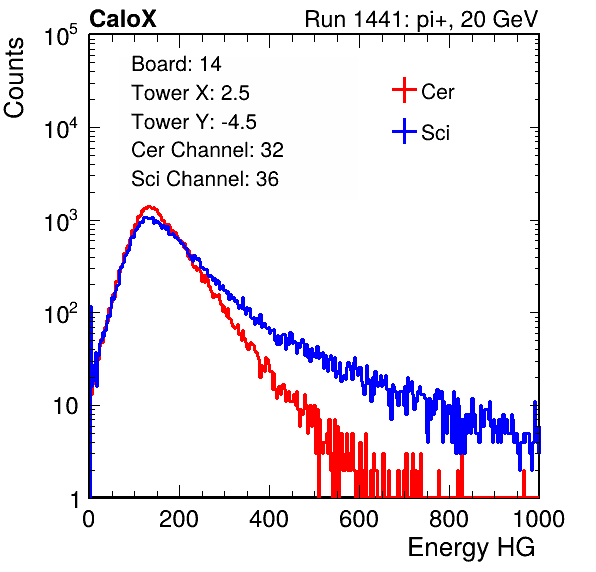 CaloX Run 1441: pi+, 20 GeV
Board: 14
Tower X: 2.5
Tower Y: -4.5
Cer Channel: 32
Sci Channel: 36
Cer
Sci
Counts
10^5
10^4
10^3
10^2
10
1
0 200 400 600 800 1000
Energy HG